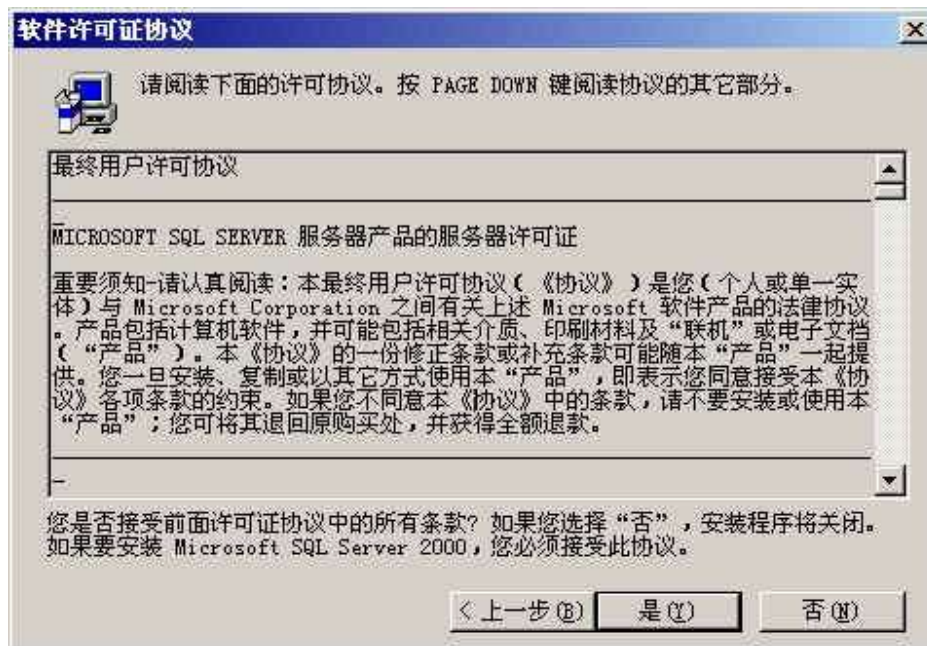 软件许可证协议
请阅读下面的许可协议。按 PAGE DOWN 键阅读协议的其它部分。
最终用户许可协议
MICROSOFT SQL SERVER 服务器产品的服务器许可证
重要须知-请认真阅读：本最终用户许可协议（《协议》）是您（个人或单一实
体）与 Microsoft Corporation 之间有关上述 Microsoft 软件产品的法律协议
。产品包括计算机软件，并可能包括相关介质、印刷材料及“联机”或电子文档
（“产品”）。本《协议》的一份修正条款或补充条款可能随本“产品”一起提
供。您一旦安装、复制或以其它方式使用本“产品”，即表示您同意接受本《协
议》各项条款的约束。如果您不同意本《协议》中的条款，请不要安装或使用本
“产品”；您可将其退回原购买处，并获得全额退款。
您是否接受前面许可证协议中的所有条款？如果您选择“否”，安装程序将关闭。
如果要安装 Microsoft SQL Server 2000，您必须接受此协议。
< 上一步(B) 是(Y) 否(N)